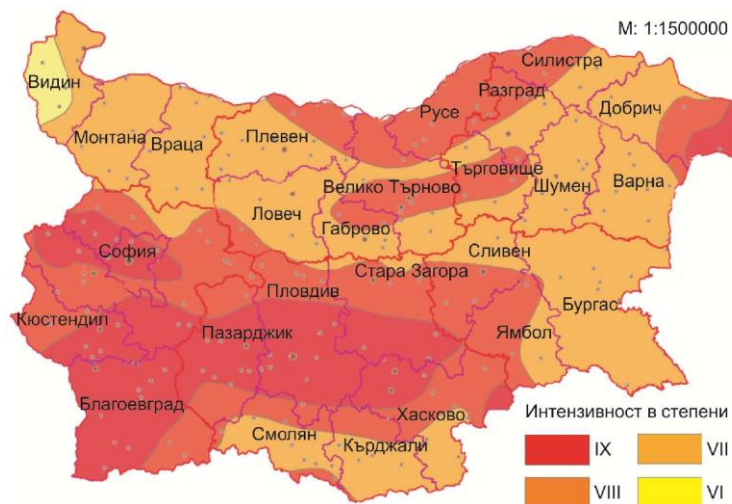 М: 1:1500000
Силистра
Видин
Разград
Добрич
Русе
Монтана
Плевен
Враца
Търговище
Велико Търново
Шумен
Варна
Ловеч
Габрово
София
Сливен
Стара Загора
Пловдив
Бургао
Кюстендил
Пазарджик
Ямбол
Благоевград
Хасково
Интензивност в степени
Смолян
Кърджали
IX
VII
VIII
VI